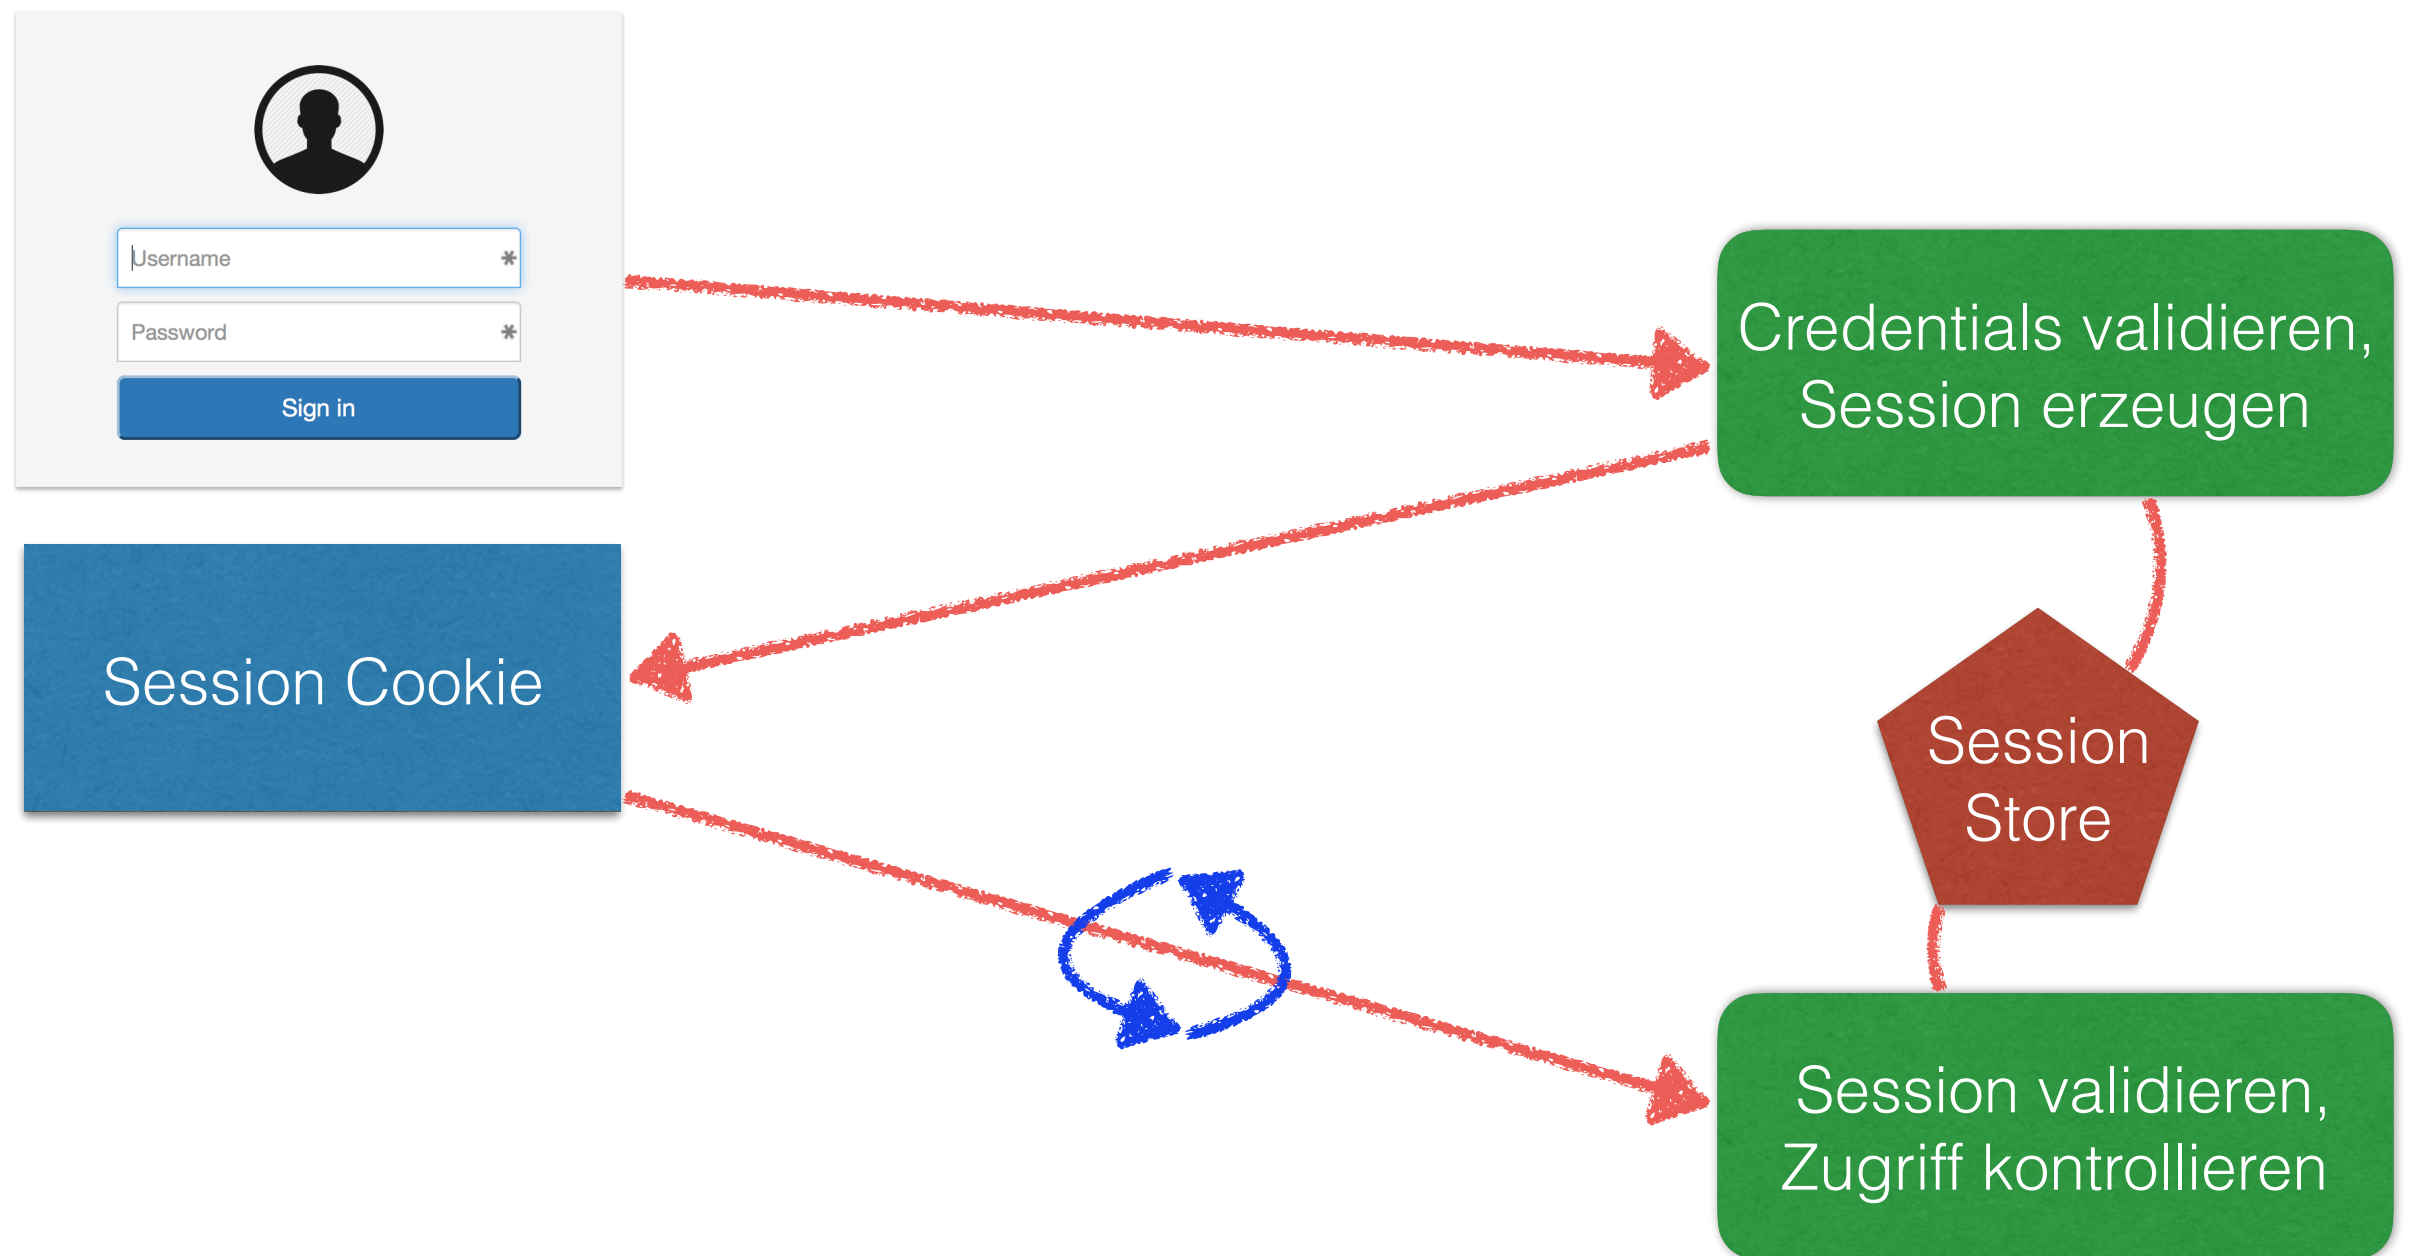 Username
Password
Sign in
Credentials validieren,
Session erzeugen
Session Cookie
Session
Store
Session validieren,
Zugriff kontrollieren